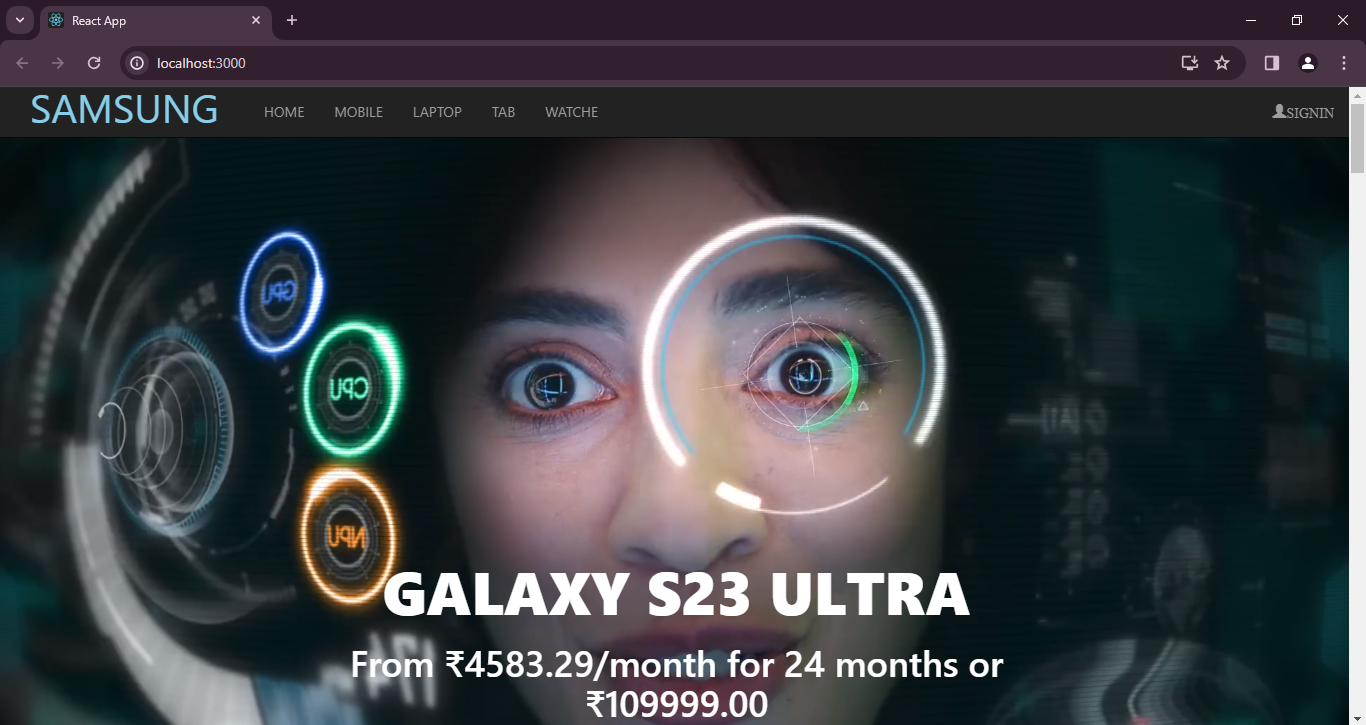 React App
localhost:3000
SAMSUNG HOME MOBILE LAPTOP TAB WATCHE SIGNIN
GPU
CPU
NPU
GALAXY S23 ULTRA
From ₹4583.29/month for 24 months or
₹109999.00